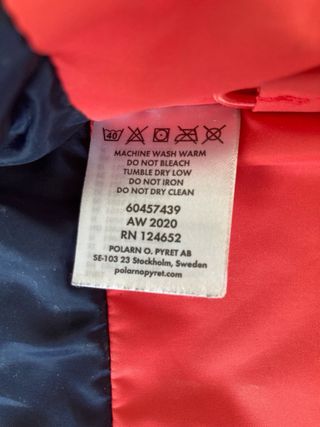 40
MACHINE WASH WARM
DO NOT BLEACH
TUMBLE DRY LOW
DO NOT IRON
DO NOT DRY CLEAN
60457439
AW 2020
RN 124652
POLARN O. PYRET AB
SE-103 23 Stockholm, Sweden
polarnopyret.com